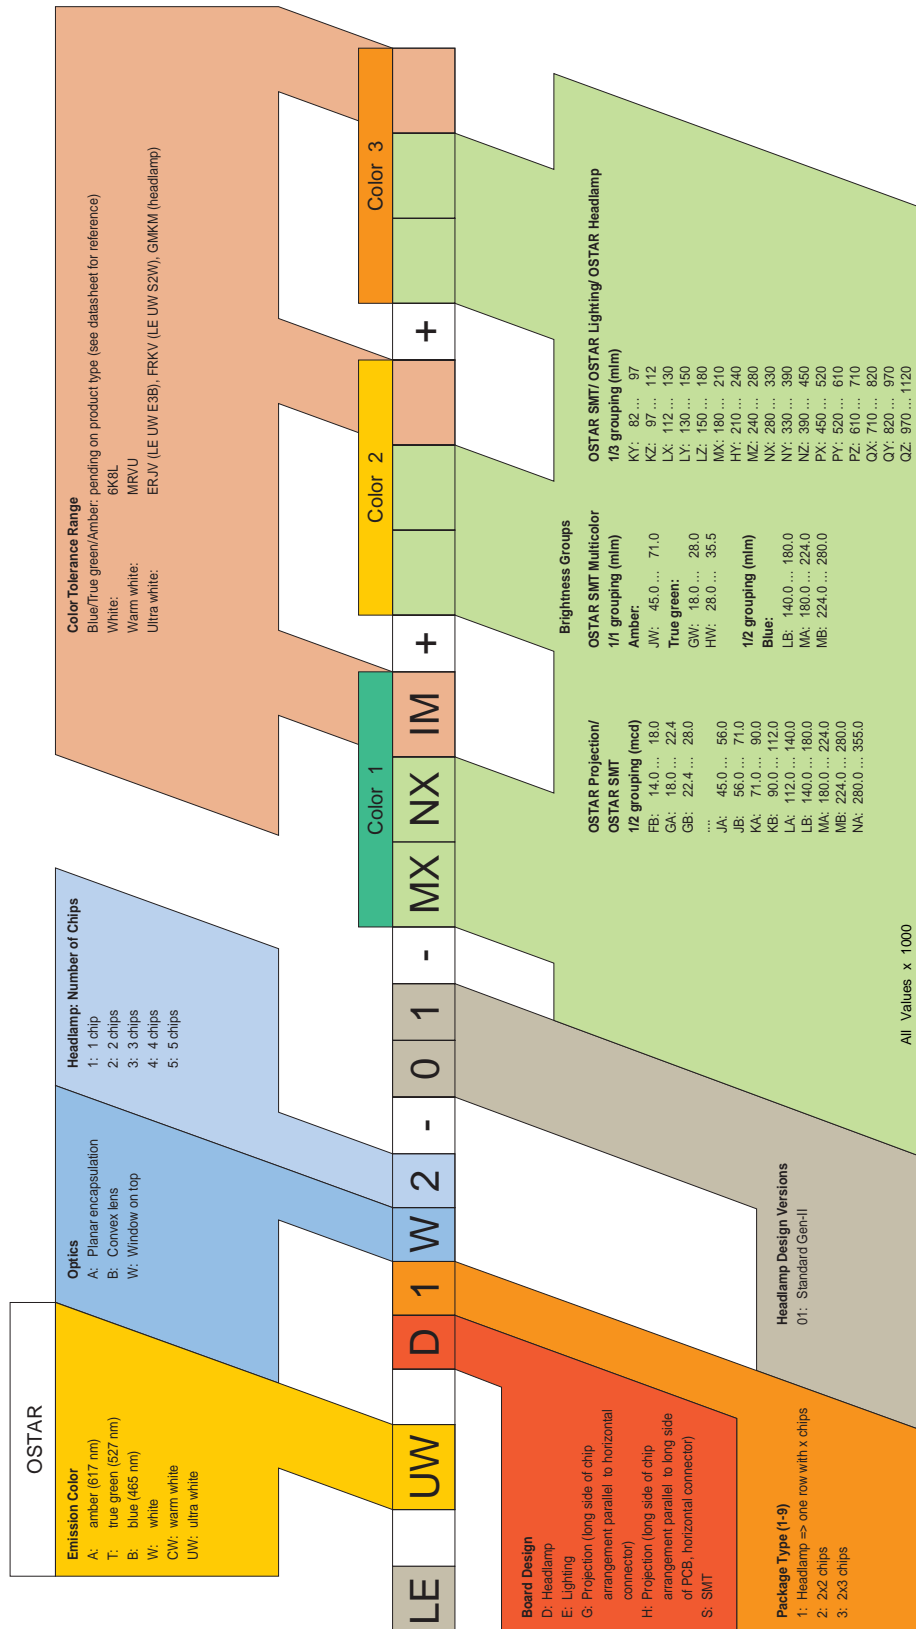 OSTAR
Emission Color
A: amber (617 nm)
T: true green (527 nm)
B: blue (465 nm)
W: white
CW: warm white
UW: ultra white
Optics
A: Planar encapsulation
B: Convex lens
W: Window on top
Headlamp: Number of Chips
1: 1 chip
2: 2 chips
3: 3 chips
4: 4 chips
5: 5 chips
Color Tolerance Range
Blue/True green/Amber: pending on product type (see datasheet for reference)
White: 6K8L
Warm white: MRVU
Ultra white: ERJV (LE UW E3B), FRKV (LE UW S2W), GMKM (headlamp)
Color 1
Color 2
Color 3
LE UW D 1 W 2 - 0 1 - MX NX IM + +
Board Design
D: Headlamp
E: Lighting
G: Projection (long side of chip
arrangement parallel to horizontal
connector)
H: Projection (long side of chip
arrangement parallel to long side
of PCB, horizontal connector)
S: SMT
Package Type (1-9)
1: Headlamp => one row with x chips
2: 2x2 chips
3: 2x3 chips
Headlamp Design Versions
01: Standard Gen-II
Brightness Groups
OSTAR Projection/
OSTAR SMT
1/2 grouping (mcd)
FB: 14.0 ... 18.0
GA: 18.0 ... 22.4
GB: 22.4 ... 28.0
...
JA: 45.0 ... 56.0
JB: 56.0 ... 71.0
KA: 71.0 ... 90.0
KB: 90.0 ... 112.0
LA: 112.0 ... 140.0
LB: 140.0 ... 180.0
MA: 180.0 ... 224.0
MB: 224.0 ... 280.0
NA: 280.0 ... 355.0
OSTAR SMT Multicolor
1/1 grouping (mlm)
Amber:
JW: 45.0 ... 71.0
True green:
GW: 18.0 ... 28.0
HW: 28.0 ... 35.5
1/2 grouping (mlm)
Blue:
LB: 140.0 ... 180.0
MA: 180.0 ... 224.0
MB: 224.0 ... 280.0
OSTAR SMT/ OSTAR Lighting/ OSTAR Headlamp
1/3 grouping (mlm)
KY: 82 ... 97
KZ: 97 ... 112
LX: 112 ... 130
LY: 130 ... 150
LZ: 150 ... 180
MX: 180 ... 210
HY: 210 ... 240
MZ: 240 ... 280
NX: 280 ... 330
NY: 330 ... 390
NZ: 390 ... 450
PX: 450 ... 520
PY: 520 ... 610
PZ: 610 ... 710
QX: 710 ... 820
QY: 820 ... 970
QZ: 970 ... 1120
All Values x 1000